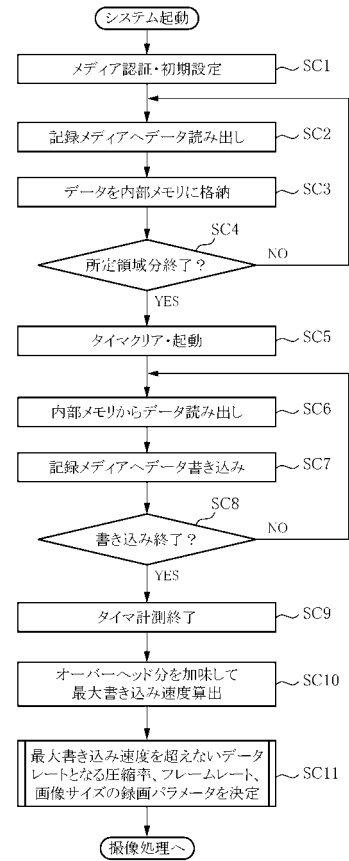 システム起動
メディア認証・初期設定
SC1
記録メディアへデータ読み出し
SC2
データを内部メモリに格納
SC3
SC4
所定領域分終了？
NO
YES
タイマクリア・起動
SC5
内部メモリからデータ読み出し
SC6
記録メディアへデータ書き込み
SC7
SC8
書き込み終了？
NO
YES
タイマ計測終了
SC9
オーバーヘッド分を加味して
最大書き込み速度算出
SC10
最大書き込み速度を超えないデータ
レートとなる圧縮率、フレームレート、
画像サイズの録画パラメータを決定
SC11
撮像処理へ